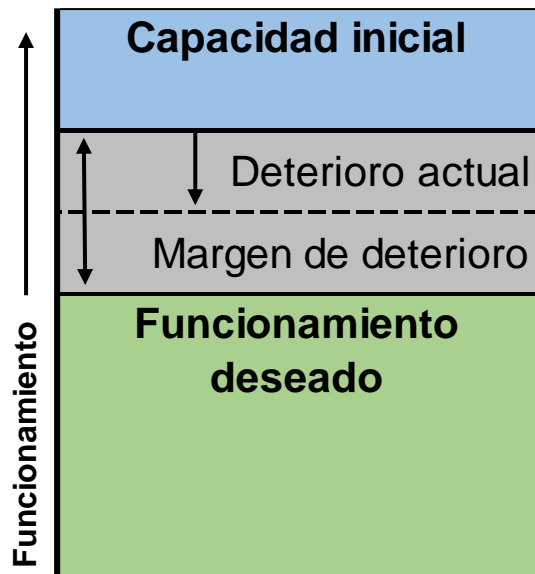 Capacidad inicial
Deterioro actual
Margen de deterioro
Funcionamiento
deseado
Funcionamiento